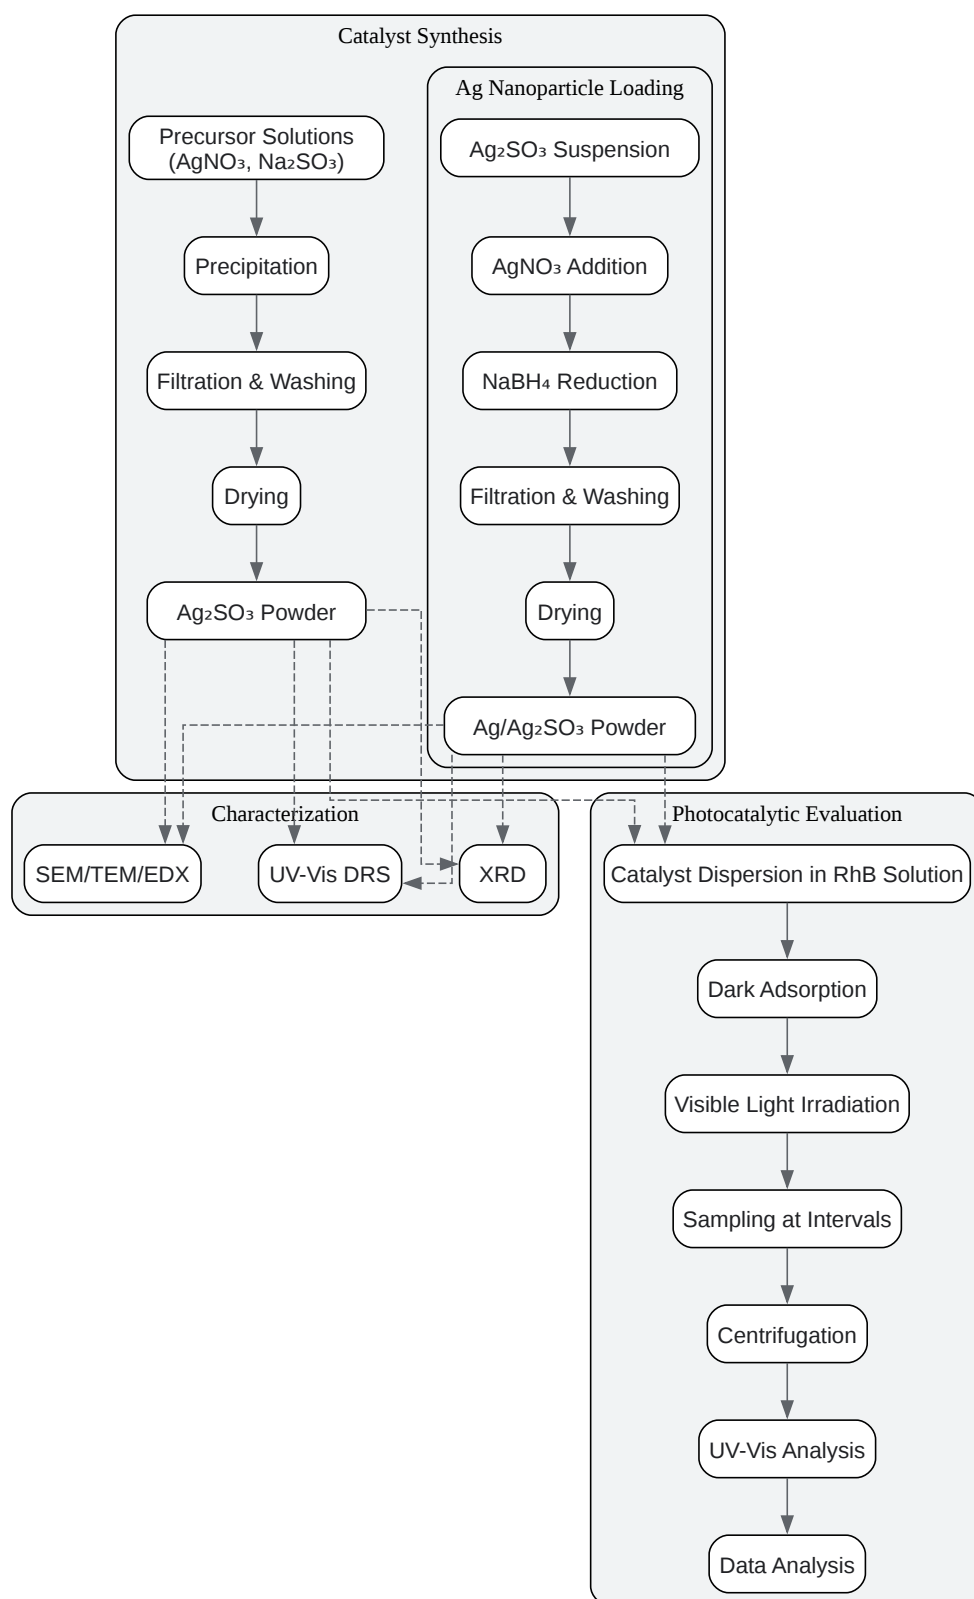 Catalyst Synthesis
Precursor Solutions
(AgNO₃, Na₂SO₃)
Precipitation
Filtration & Washing
Drying
Ag₂SO₃ Powder
Ag Nanoparticle Loading
Ag₂SO₃ Suspension
AgNO₃ Addition
NaBH₄ Reduction
Filtration & Washing
Drying
Ag/Ag₂SO₃ Powder
Characterization
SEM/TEM/EDX
UV-Vis DRS
XRD
Photocatalytic Evaluation
Catalyst Dispersion in RhB Solution
Dark Adsorption
Visible Light Irradiation
Sampling at Intervals
Centrifugation
UV-Vis Analysis
Data Analysis